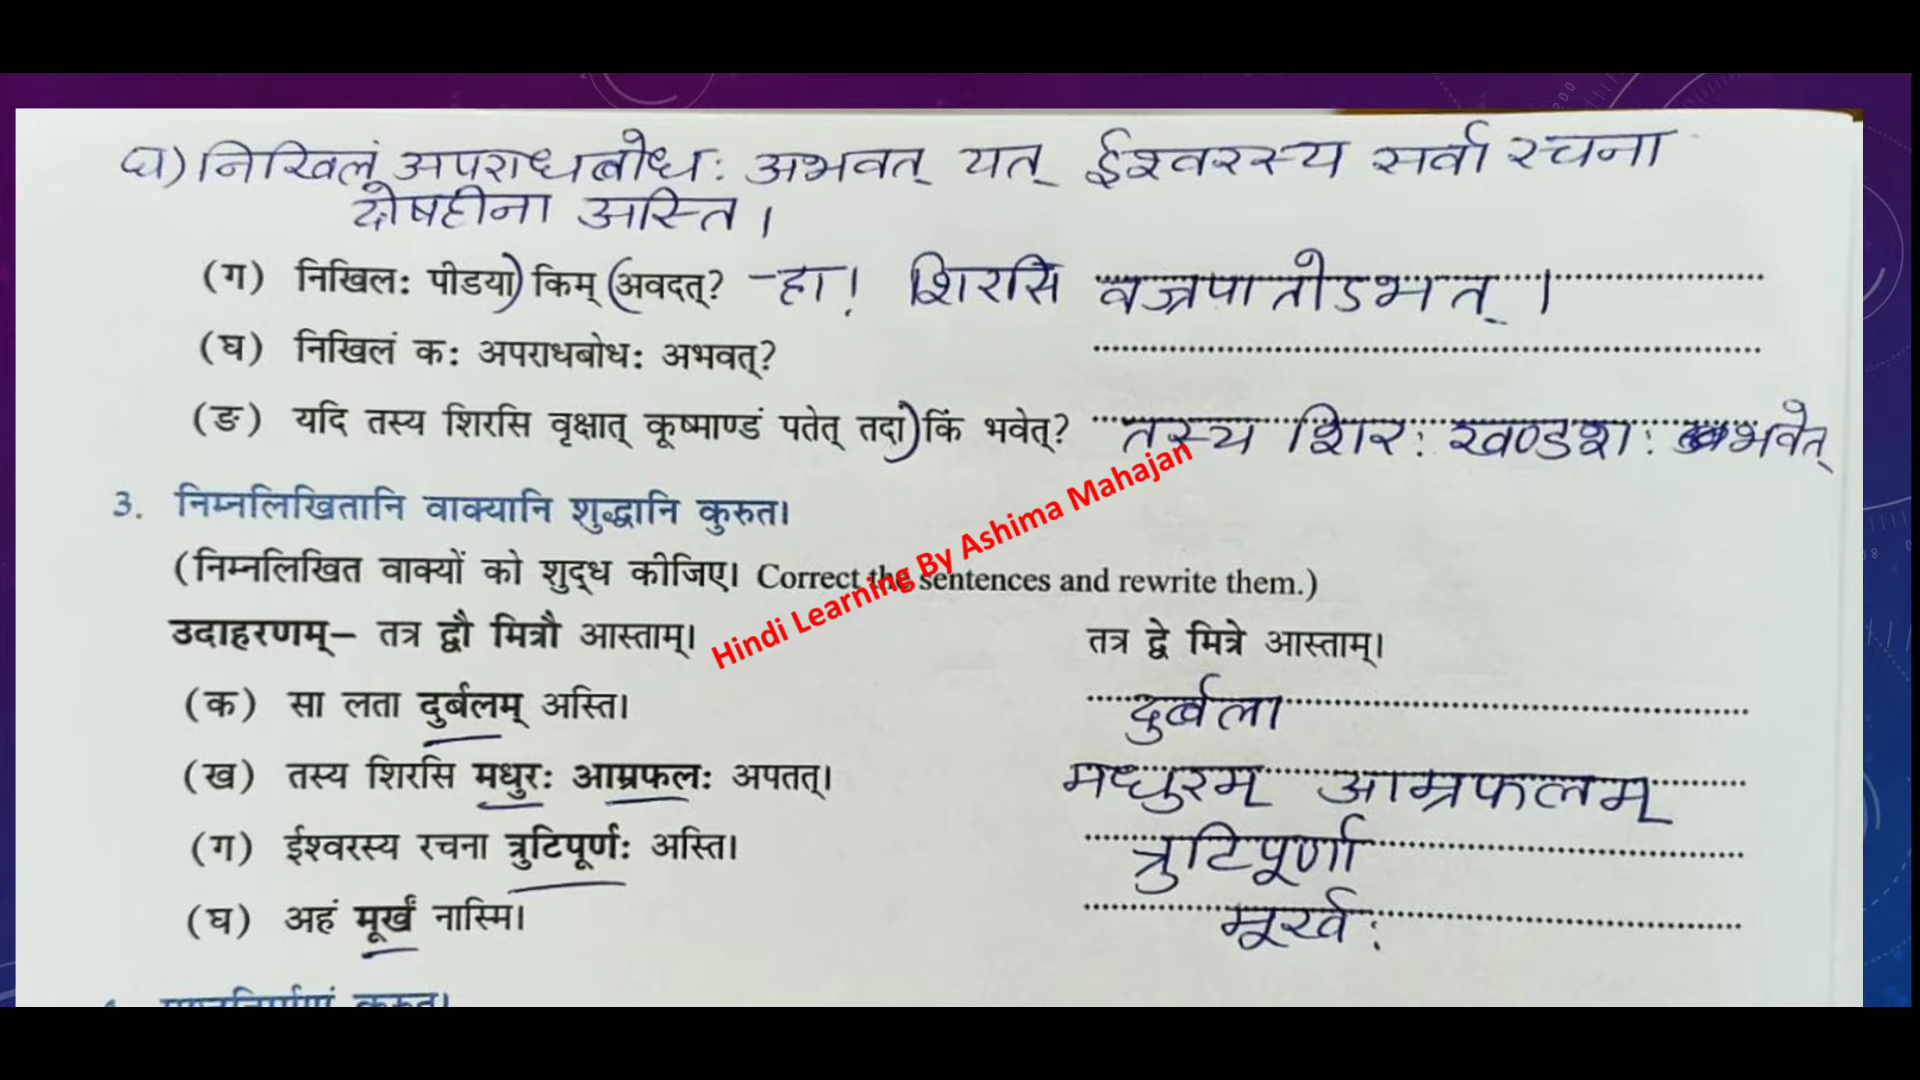 घ) निखिलं अपराधबोधः अभवत् यत् ईश्वरस्य सर्वा रचना
दोषहीना अस्ति।
(ग) निखिलः पीडया) किम् (अवदत्? -हा! शिरसि वज्रपातोऽभत्।
(घ) निखिलं कः अपराधबोधः अभवत्?
(ङ) यदि तस्य शिरसि वृक्षात् कूष्माण्डं पतेत् तदा) किं भवेत्? तस्य शिरः खण्डशः भवेत्
3. निम्नलिखितानि वाक्यानि शुद्धानि कुरुत।
(निम्नलिखित वाक्यों को शुद्ध कीजिए। Correct the sentences and rewrite them.)
Hindi Learning By Ashima Mahajan
उदाहरणम्– तत्र द्वौ मित्रौ आस्ताम्। तत्र द्वे मित्रे आस्ताम्।
(क) सा लता दुर्बलम् अस्ति। दुर्बला
(ख) तस्य शिरसि मधुरः आम्रफलः अपतत्। मधुरम् आम्रफलम्
(ग) ईश्वरस्य रचना त्रुटिपूर्णः अस्ति। त्रुटिपूर्णा
(घ) अहं मूर्खं नास्मि। मूर्खः